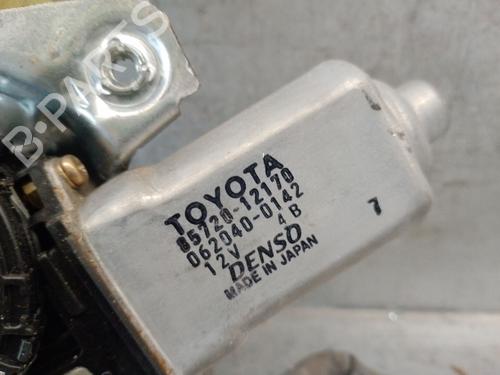 B-PARTS
TOYOTA
85720-12170
062040-0142
12V 4B
DENSO
MADE IN JAPAN
7